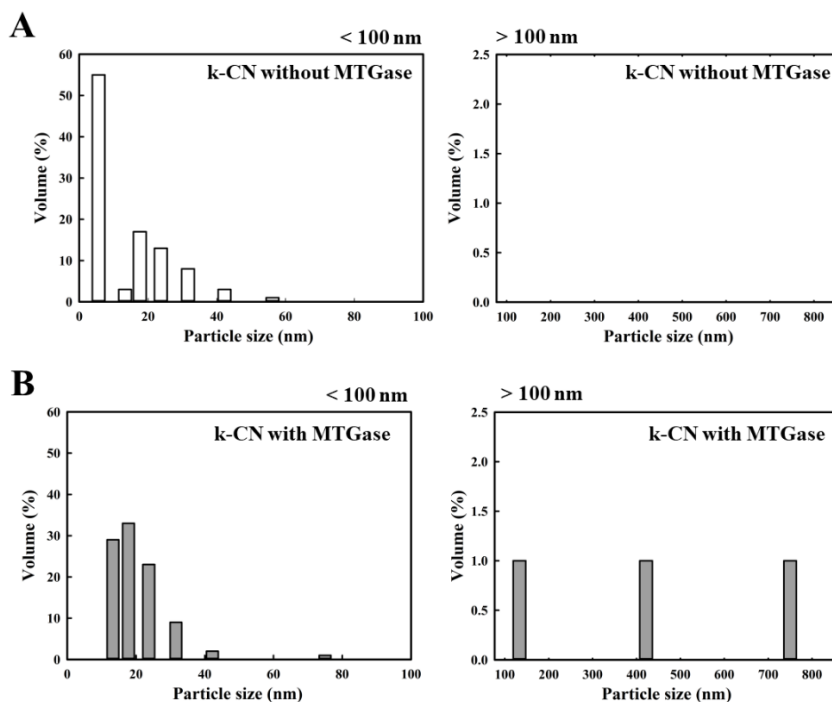 A
< 100 nm
k-CN without MTGase
60
50
40
30
20
10
0
0 20 40 60 80 100
Volume (%)
Particle size (nm)
> 100 nm
k-CN without MTGase
2.5
2.0
1.5
1.0
0.5
0.0
100 200 300 400 500 600 700 800
Volume (%)
Particle size (nm)
B
< 100 nm
k-CN with MTGase
60
50
40
30
20
10
0
0 20 40 60 80 100
Volume (%)
Particle size (nm)
> 100 nm
k-CN with MTGase
2.5
2.0
1.5
1.0
0.5
0.0
100 200 300 400 500 600 700 800
Volume (%)
Particle size (nm)